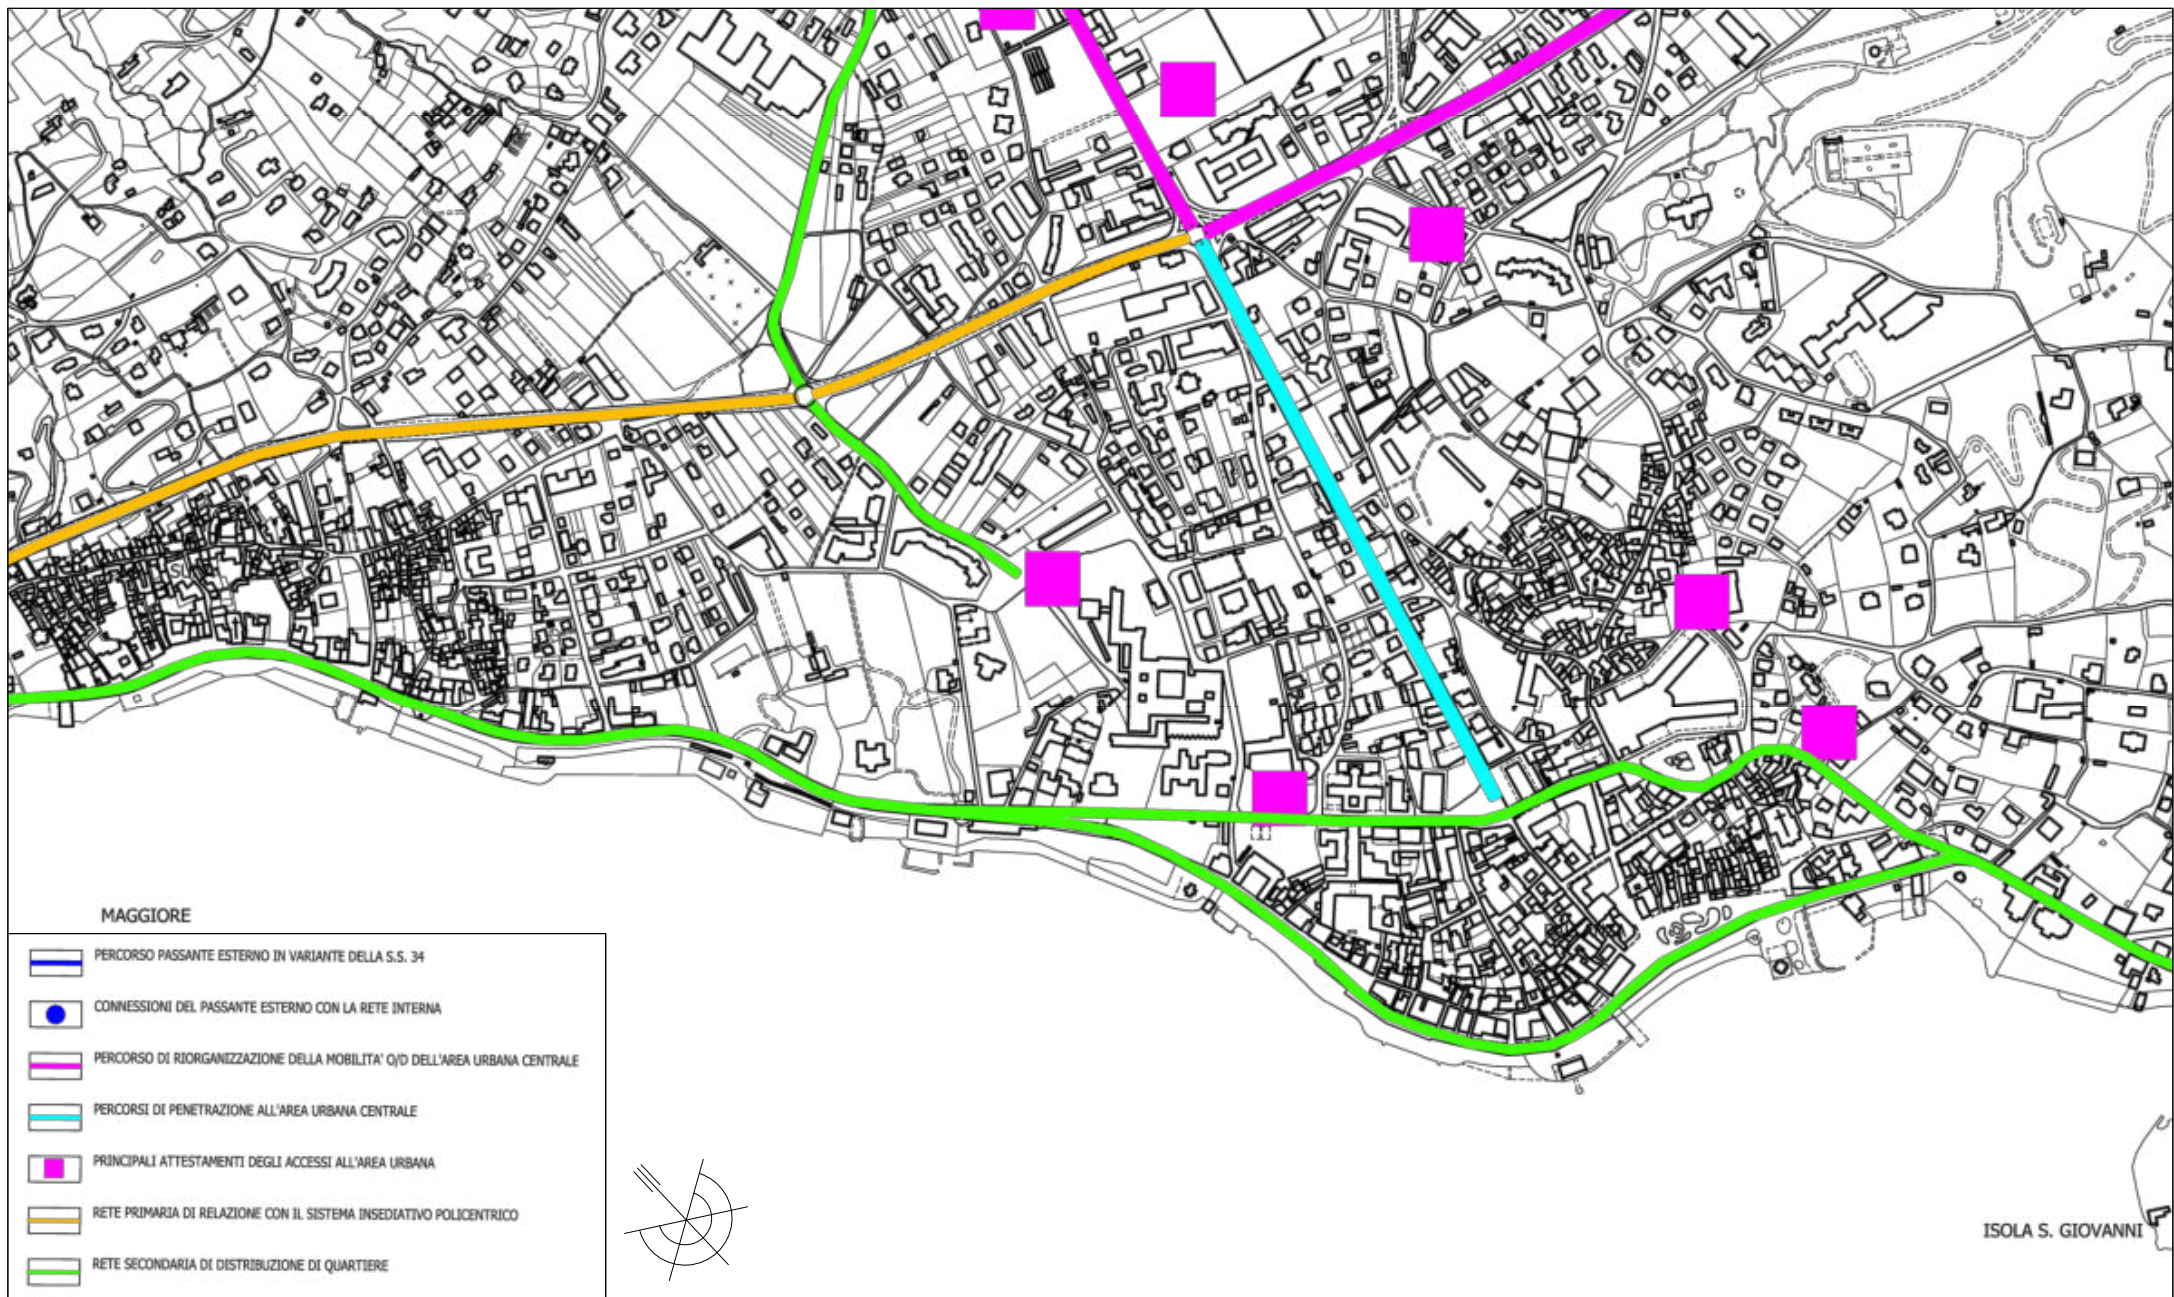 MAGGIORE
PERCORSO PASSANTE ESTERNO IN VARIANTE DELLA S.S. 34
CONNESSIONI DEL PASSANTE ESTERNO CON LA RETE INTERNA
PERCORSO DI RIORGANIZZAZIONE DELLA MOBILITA' O/D DELL'AREA URBANA CENTRALE
PERCORSI DI PENETRAZIONE ALL'AREA URBANA CENTRALE
PRINCIPALI ATTESTAMENTI DEGLI ACCESSI ALL'AREA URBANA
RETE PRIMARIA DI RELAZIONE CON IL SISTEMA INSEDIATIVO POLICENTRICO
RETE SECONDARIA DI DISTRIBUZIONE DI QUARTIERE
ISOLA S. GIOVANNI